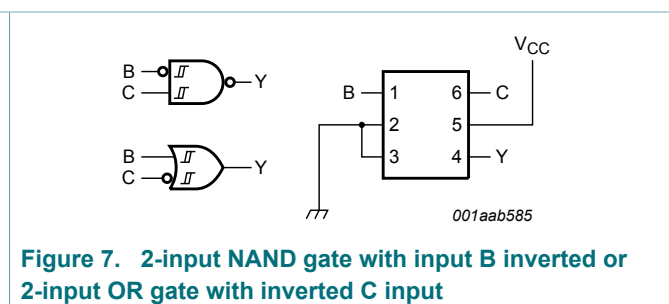 B
C
Y
B
C
Y
VCC
B
1
6
C
2
5
3
4
Y
001aab585
Figure 7. 2-input NAND gate with input B inverted or
2-input OR gate with inverted C input